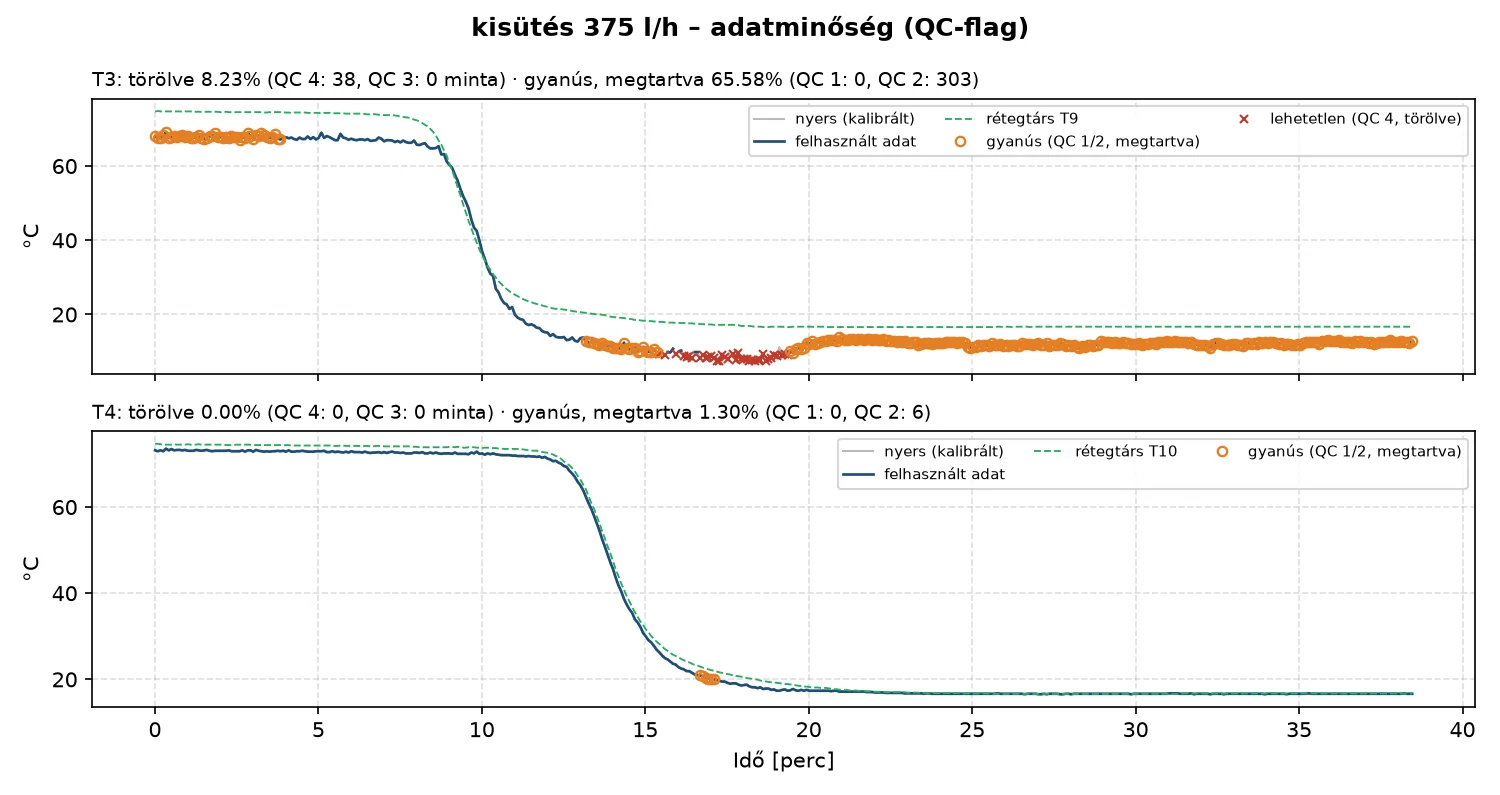 kisütés 375 l/h – adatminőség (QC-flag)
T3: törölve 8.23% (QC 4: 38, QC 3: 0 minta) · gyanús, megtartva 65.58% (QC 1: 0, QC 2: 303)
nyers (kalibrált)
felhasznált adat
rétegtárs T9
gyanús (QC 1/2, megtartva)
lehetetlen (QC 4, törölve)
°C
60
40
20
T4: törölve 0.00% (QC 4: 0, QC 3: 0 minta) · gyanús, megtartva 1.30% (QC 1: 0, QC 2: 6)
nyers (kalibrált)
felhasznált adat
rétegtárs T10
gyanús (QC 1/2, megtartva)
°C
60
40
20
0 5 10 15 20 25 30 35 40
Idő [perc]